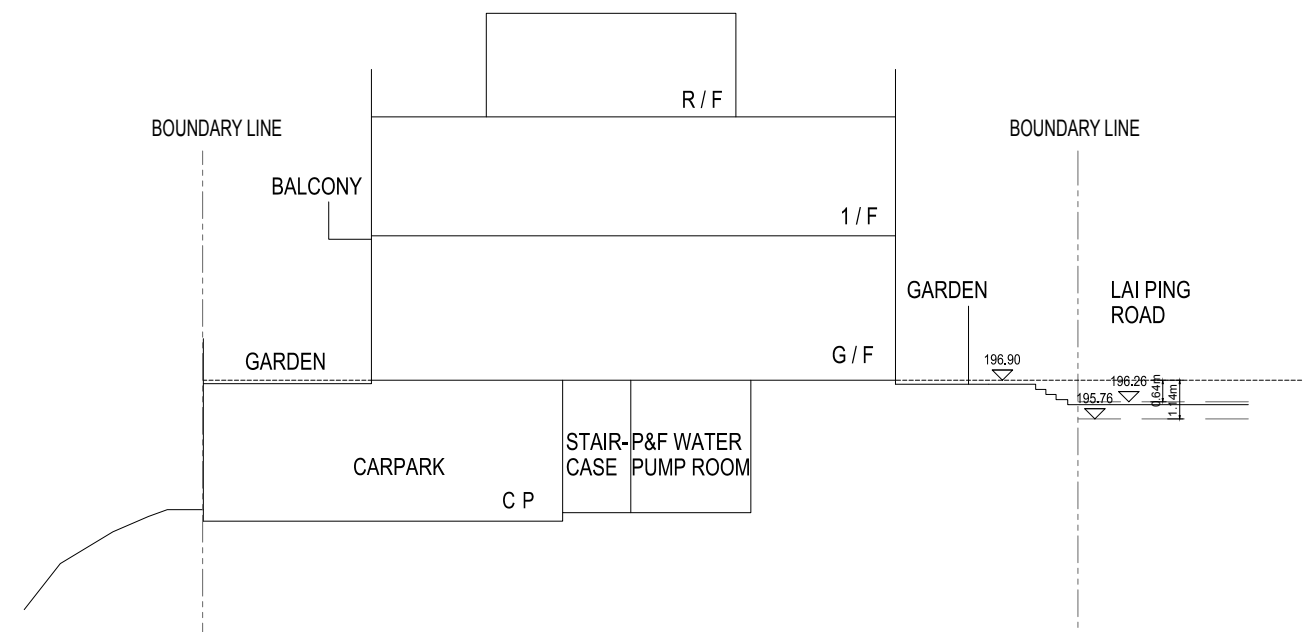 R / F
BOUNDARY LINE
BOUNDARY LINE
BALCONY
1 / F
GARDEN
LAI PING
ROAD
GARDEN
G / F
196.90
196.26
195.76
0.64m
1.14m
STAIR-
CASE
P&F WATER
PUMP ROOM
CARPARK
C P